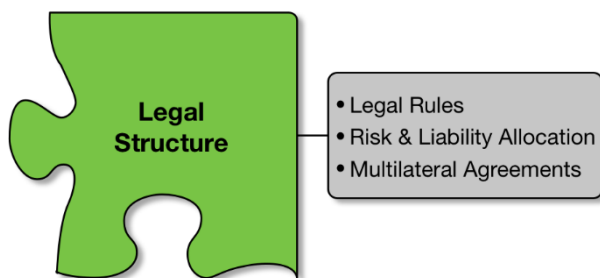 Legal
Structure
• Legal Rules
• Risk & Liability Allocation
• Multilateral Agreements